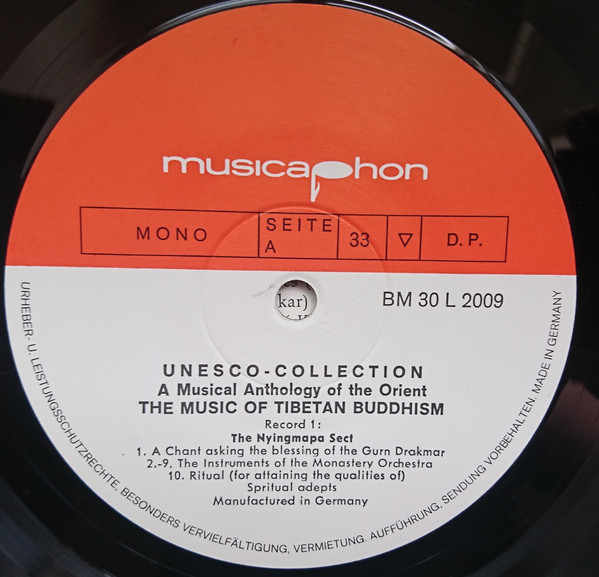 musicaphon
MONO
SEITE
A
33
▽
D.P.
kar)
BM 30 L 2009
UNESCO-COLLECTION
A Musical Anthology of the Orient
THE MUSIC OF TIBETAN BUDDHISM
Record 1:
The Nyingmapa Sect
1. A Chant asking the blessing of the Gurn Drakmar
2.-9. The Instruments of the Monastery Orchestra
10. Ritual (for attaining the qualities of)
Spritual adepts
Manufactured in Germany
URHEBER- U. LEISTUNGSSCHUTZRECHTE, BESONDERS VERVIELFÄLTIGUNG, VERMIETUNG. AUFFÜHRUNG, SENDUNG VORBEHALTEN. MADE IN GERMANY